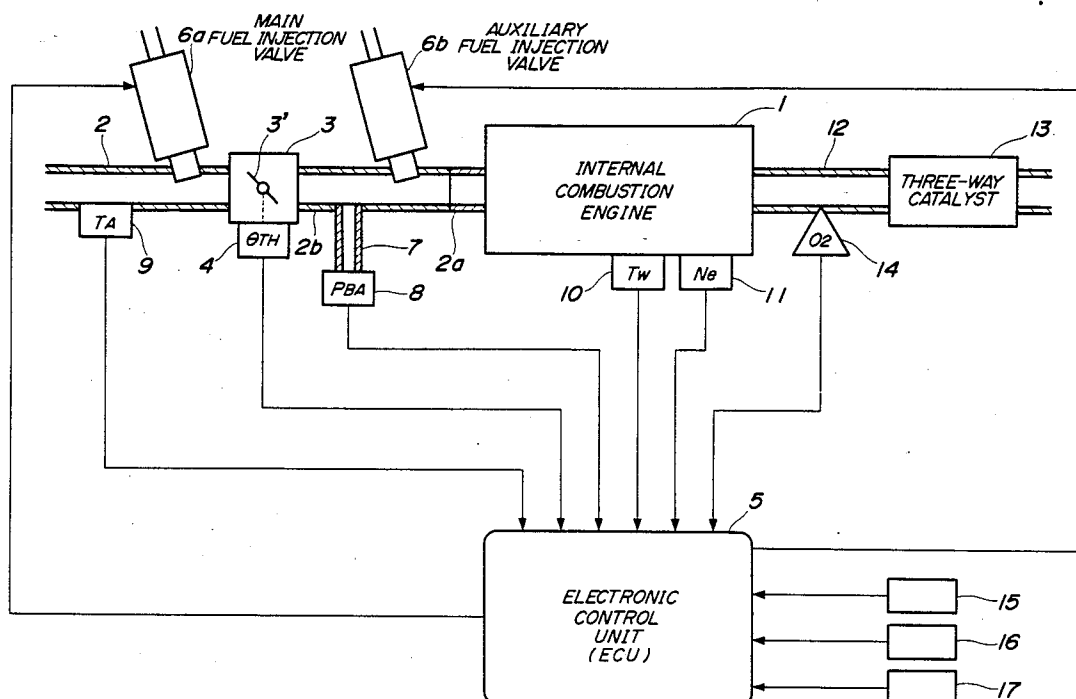 MAIN
6a FUEL INJECTION
VALVE
AUXILIARY
6b FUEL INJECTION
VALVE
1
2
3'
3
12
13
INTERNAL
COMBUSTION
ENGINE
THREE-WAY
CATALYST
TA
9
θTH
4
2b
7
2a
PBA
8
10
Tw
Ne
11
O2
14
5
ELECTRONIC
CONTROL
UNIT
(ECU)
15
16
17